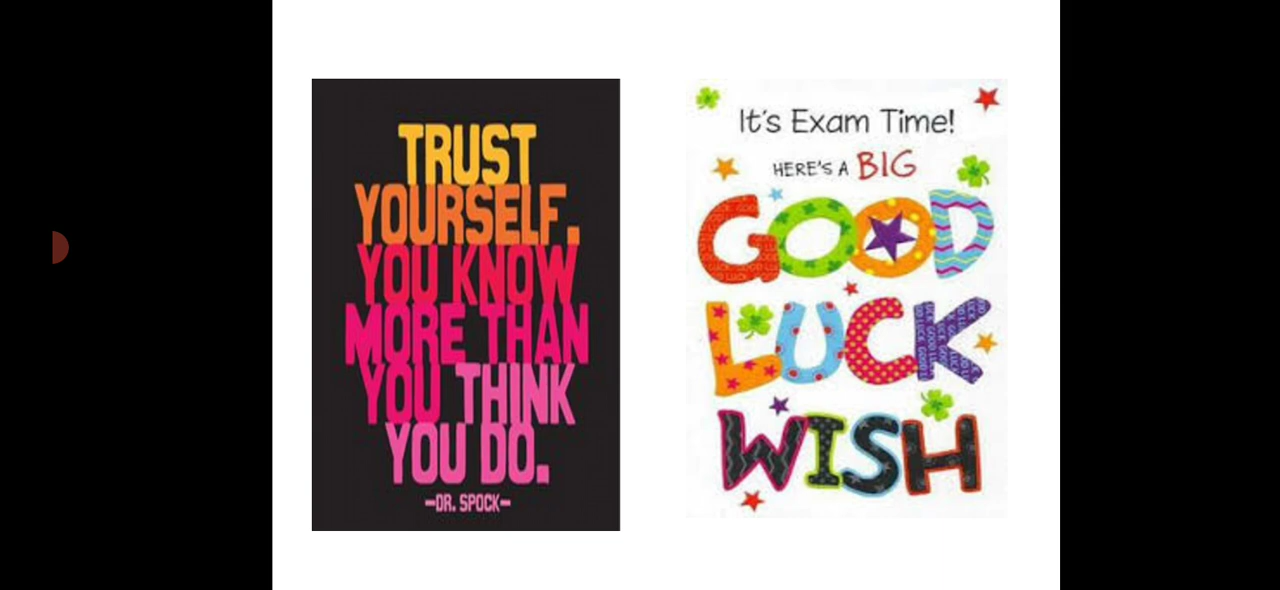 TRUST
YOURSELF.
YOU KNOW
MORE THAN
YOU THINK
YOU DO.
–DR. SPOCK–
It's Exam Time!
HERE'S A BIG
GOOD
LUCK
WISH